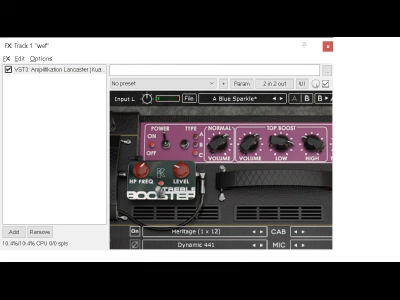 FX: Track 1 "wef"
FX Edit Options
VST3: Amplifikation Lancaster (Kua...
No preset
Param
2 in 2 out
UI
Input L
File
A Blue Sparkle*
A
B
B
POWER
TYPE
NORMAL
TOP BOOST
ON
OFF
VOLUME
VOLUME
LOW
HIGH
HP FREQ
LEVEL
TREBLE
BOOSTER
On
Heritage (1 x 12)
CAB
Dynamic 441
MIC
Add
Remove
10.4%/10.4% CPU 0/0 spls